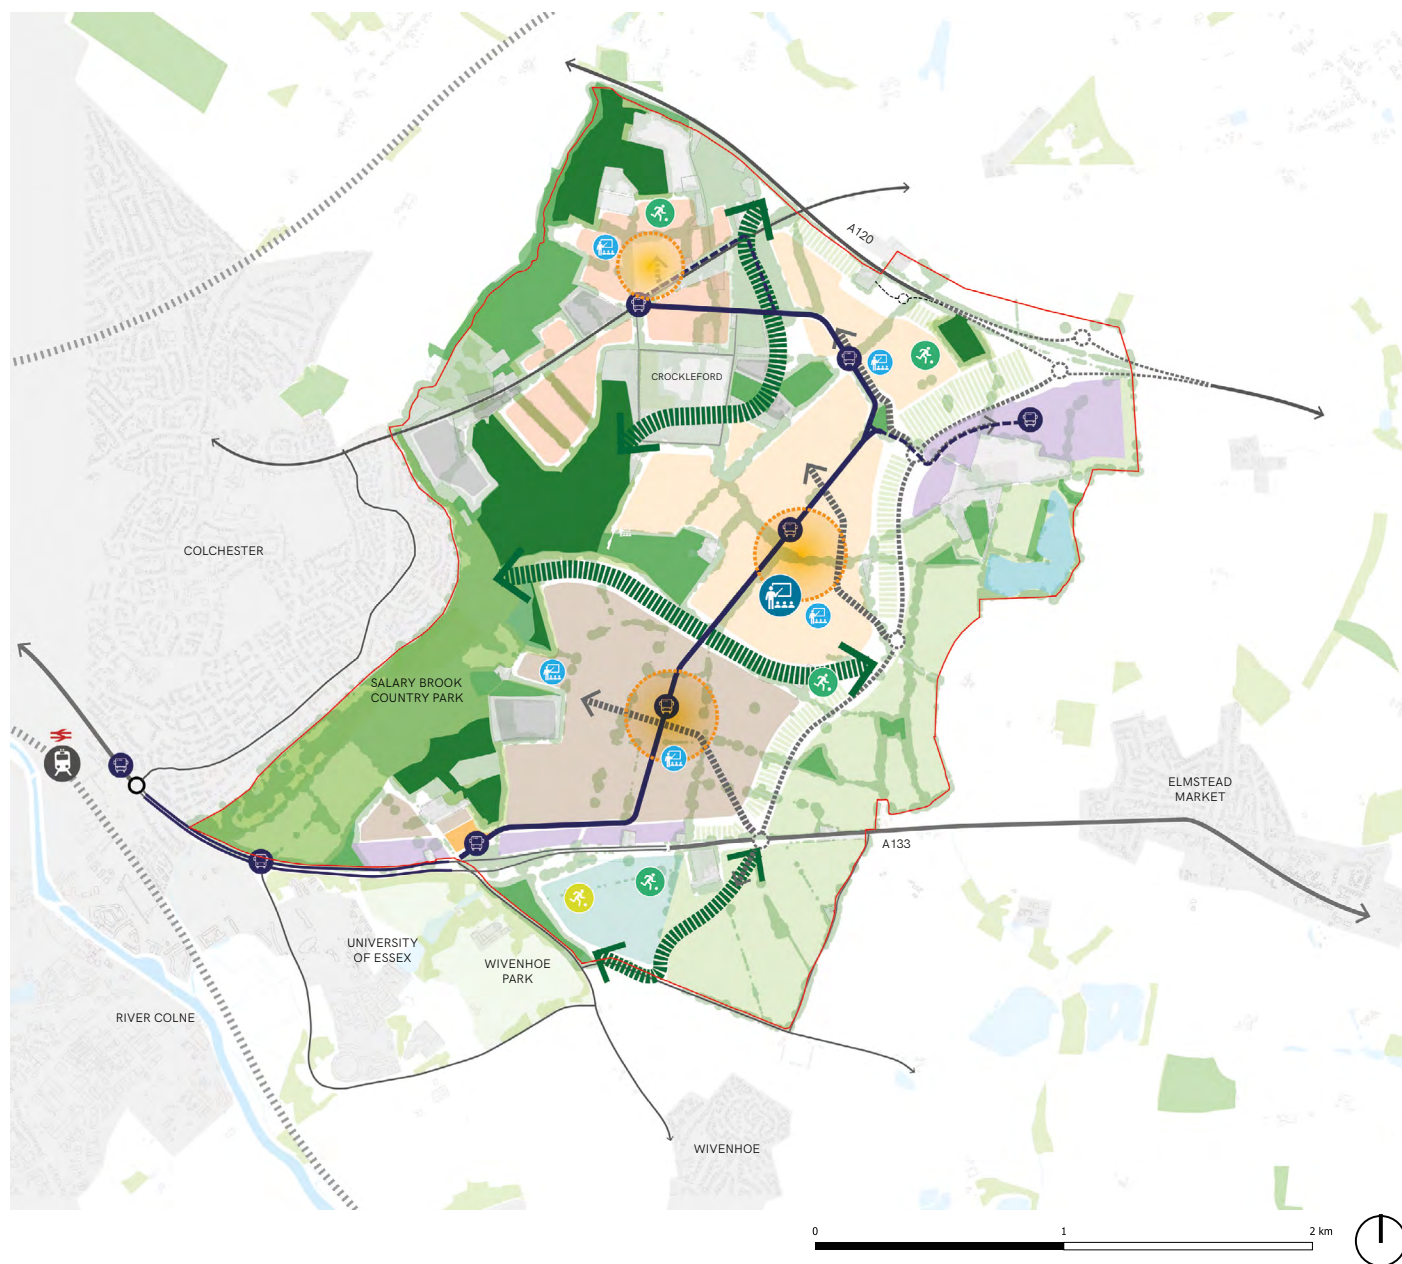 A120
CROCKLEFORD
COLCHESTER
SALARY BROOK
COUNTRY PARK
ELMSTEAD
MARKET
A133
UNIVERSITY
OF ESSEX
WIVENHOE
PARK
RIVER COLNE
WIVENHOE
0 1 2 km